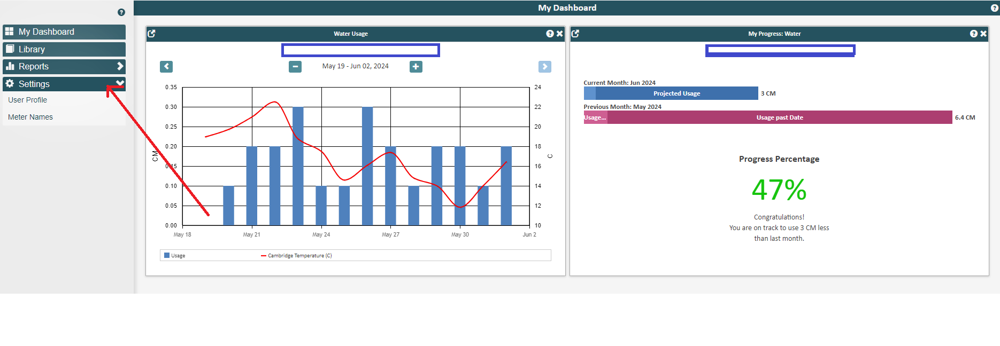 My Dashboard
My Dashboard
Library
Reports
Settings
User Profile
Meter Names
Water Usage
May 19 - Jun 02, 2024
0.35
0.30
0.25
0.20
0.15
0.10
0.05
0.00
CM
24
22
20
18
16
14
12
10
C
May 18
May 21
May 24
May 27
May 30
Jun 2
Usage
Cambridge Temperature (C)
My Progress: Water
Current Month: Jun 2024
Projected Usage
3 CM
Previous Month: May 2024
Usage...
Usage past Date
6.4 CM
Progress Percentage
47%
Congratulations!
You are on track to use 3 CM less
than last month.